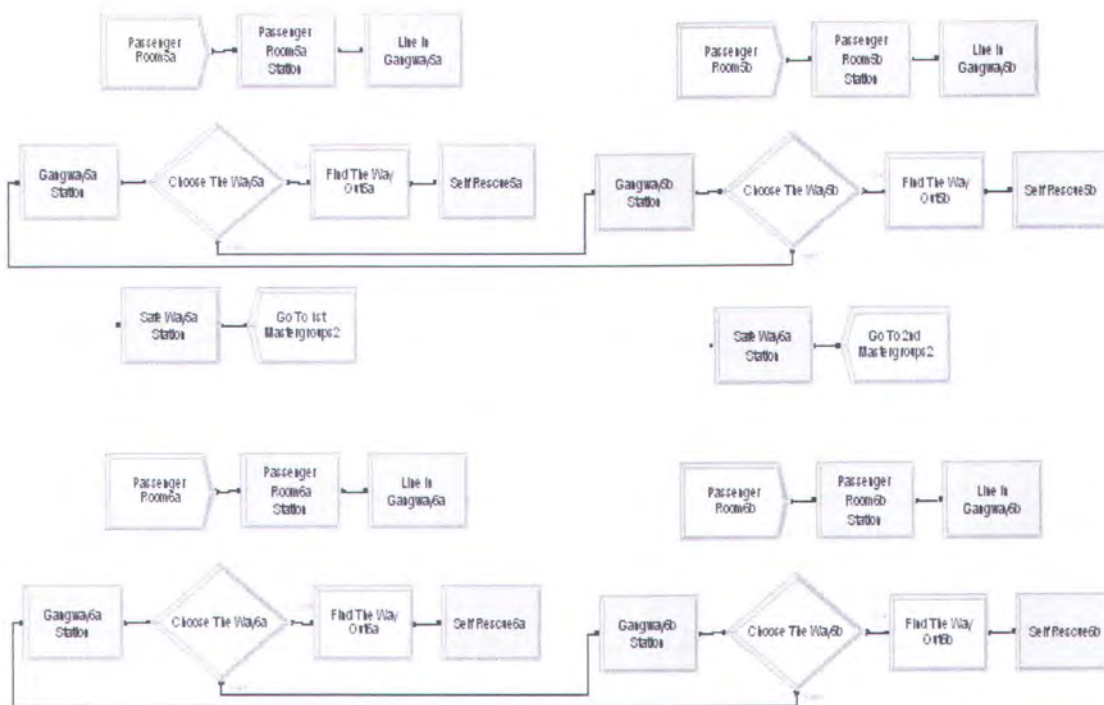 Passenger
Room5a
Passenger
Room5a
Station
Line In
Gangway5a
Passenger
Room5b
Passenger
Room5b
Station
Line In
Gangway5b
Gangway5a
Station
Choose The Way5a
Find The Way
Out5a
Self Rescue5a
Gangway5b
Station
Choose The Way5b
Find The Way
Out5b
Self Rescue5b
Safe Way5a
Station
Go To 1st
Mastergroups2
Safe Way6a
Station
Go To 2nd
Mastergroups2
Passenger
Room6a
Passenger
Room6a
Station
Line In
Gangway6a
Passenger
Room6b
Passenger
Room6b
Station
Line In
Gangway6b
Gangway6a
Station
Choose The Way6a
Find The Way
Out6a
Self Rescue6a
Gangway6b
Station
Choose The Way6b
Find The Way
Out6b
Self Rescue6b